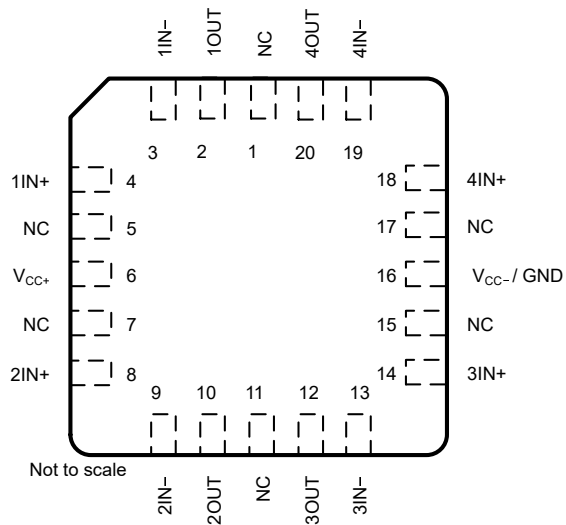 1IN−
1OUT
NC
4OUT
4IN−
3
2
1
20
19
1IN+
4
18
4IN+
NC
5
17
NC
VCC+
6
16
VCC−/ GND
NC
7
15
NC
2IN+
8
14
3IN+
9
10
11
12
13
Not to scale
2IN−
2OUT
NC
3OUT
3IN−